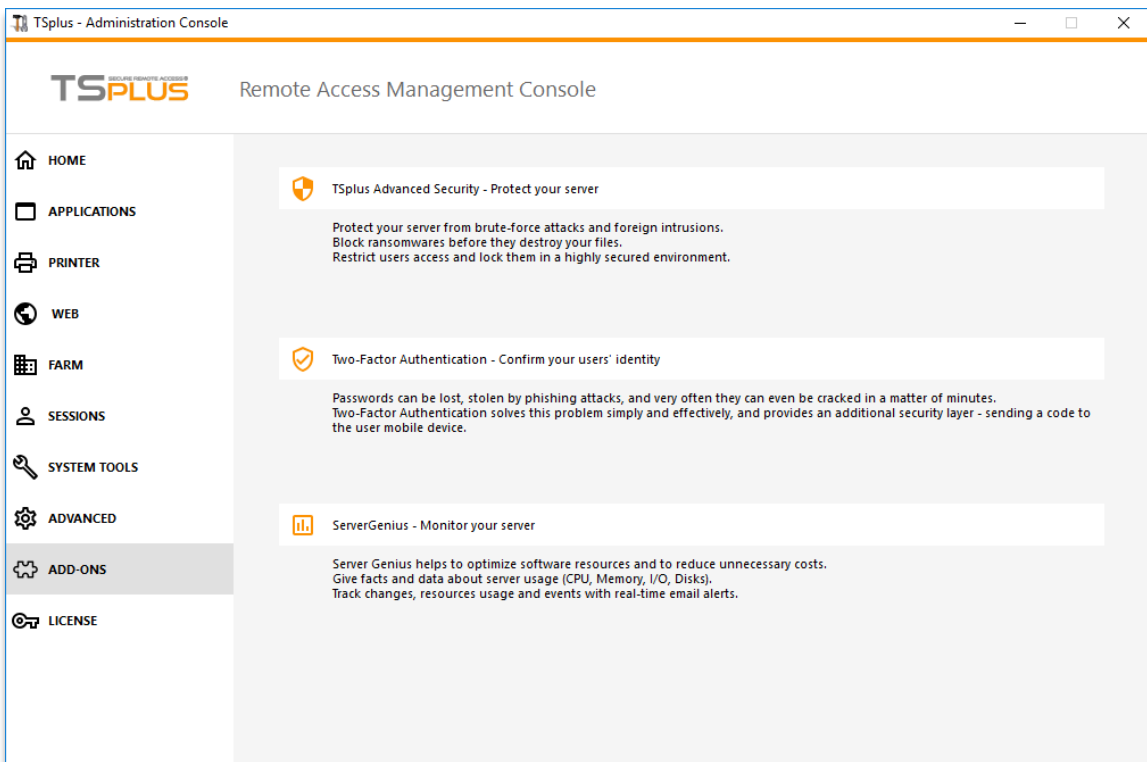 TSplus - Administration Console
SECURE REMOTE ACCESS
TSPLUS
Remote Access Management Console
HOME
APPLICATIONS
PRINTER
WEB
FARM
SESSIONS
SYSTEM TOOLS
ADVANCED
ADD-ONS
LICENSE
TSplus Advanced Security - Protect your server
Protect your server from brute-force attacks and foreign intrusions.
Block ransomwares before they destroy your files.
Restrict users access and lock them in a highly secured environment.
Two-Factor Authentication - Confirm your users' identity
Passwords can be lost, stolen by phishing attacks, and very often they can even be cracked in a matter of minutes.
Two-Factor Authentication solves this problem simply and effectively, and provides an additional security layer - sending a code to
the user mobile device.
ServerGenius - Monitor your server
Server Genius helps to optimize software resources and to reduce unnecessary costs.
Give facts and data about server usage (CPU, Memory, I/O, Disks).
Track changes, resources usage and events with real-time email alerts.